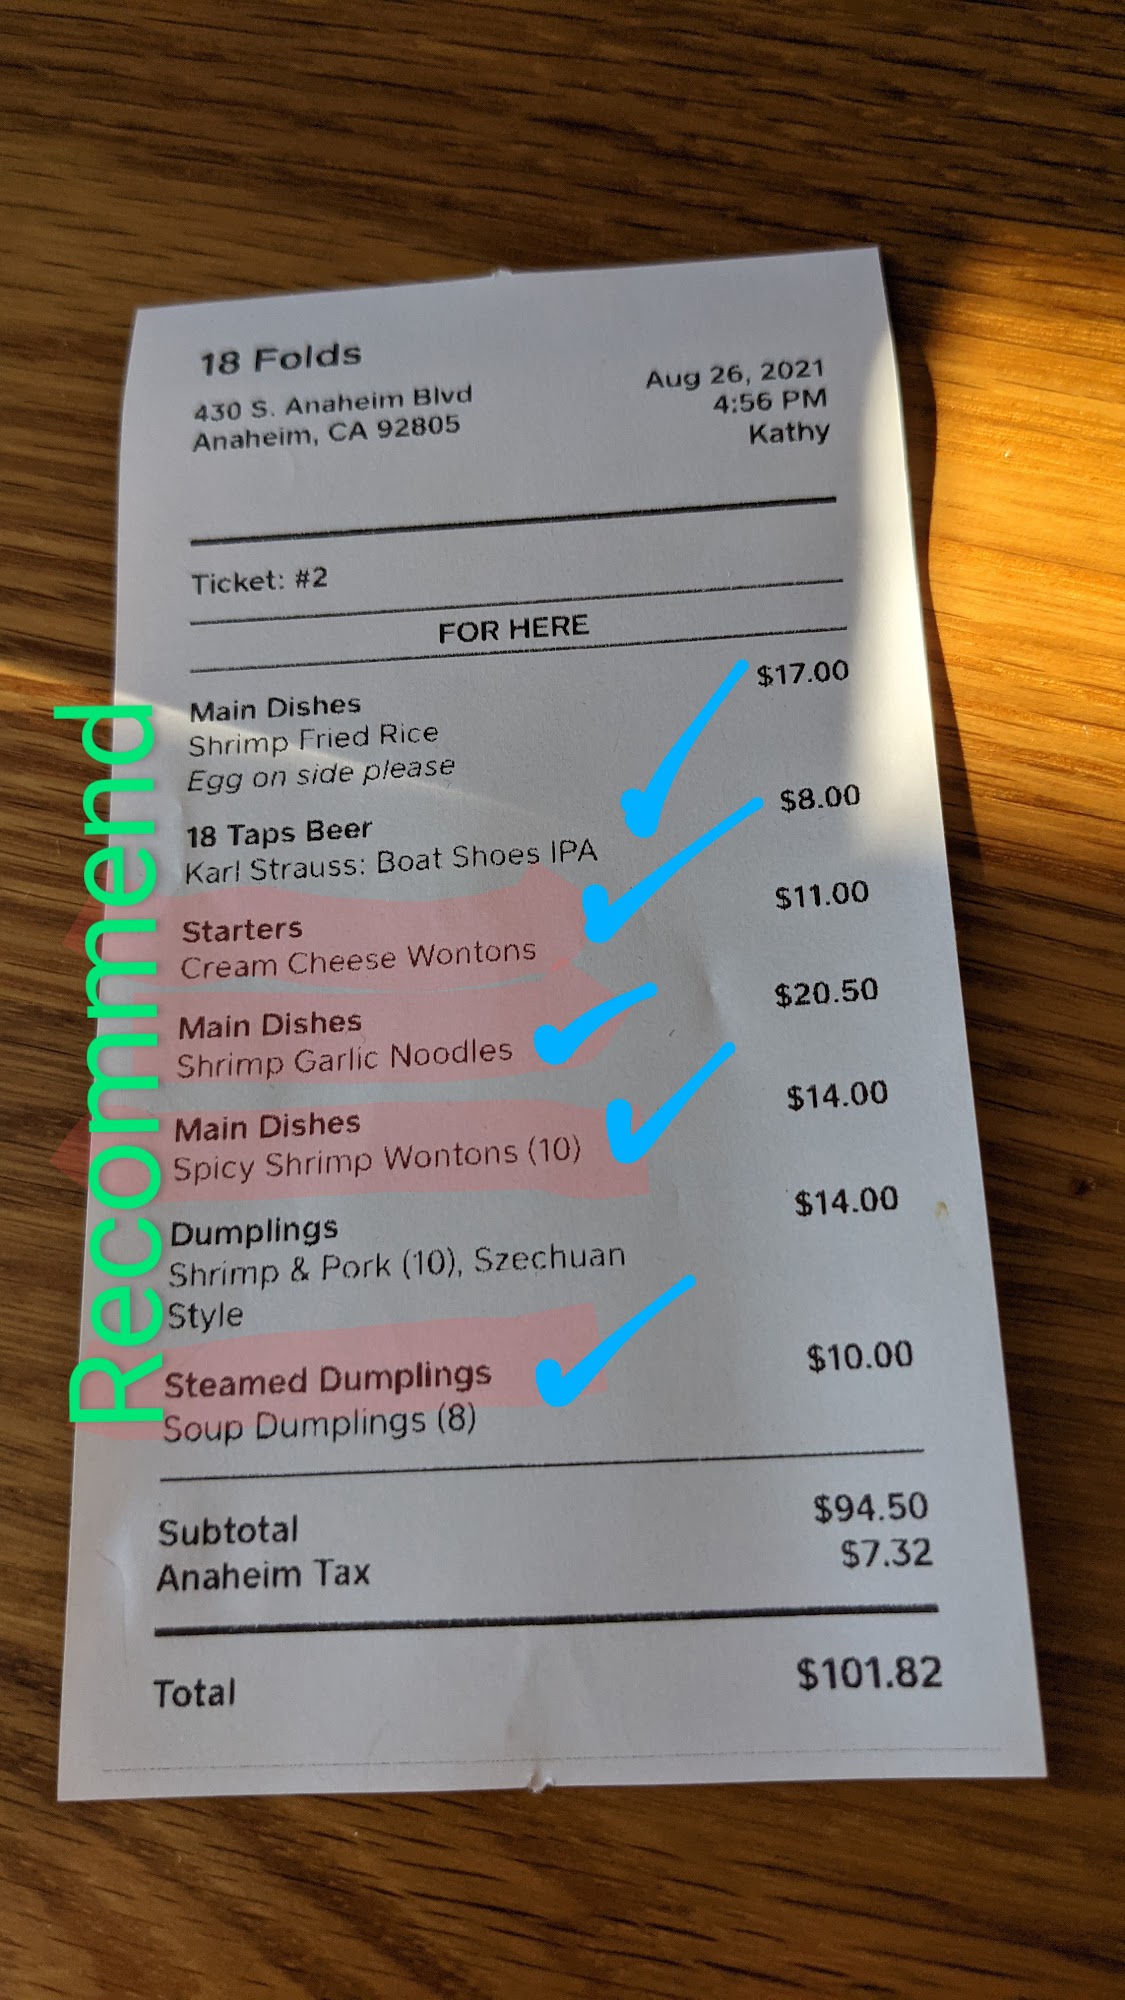 18 Folds
430 S. Anaheim Blvd
Anaheim, CA 92805
Aug 26, 2021
4:56 PM
Kathy
Ticket: #2
FOR HERE
Main Dishes $17.00
Shrimp Fried Rice
Egg on side please
18 Taps Beer $8.00
Karl Strauss: Boat Shoes IPA
Starters $11.00
Cream Cheese Wontons
Main Dishes $20.50
Shrimp Garlic Noodles
Main Dishes $14.00
Spicy Shrimp Wontons (10)
Dumplings $14.00
Shrimp & Pork (10), Szechuan
Style
Steamed Dumplings $10.00
Soup Dumplings (8)
Subtotal $94.50
Anaheim Tax $7.32
Total $101.82
Recommend